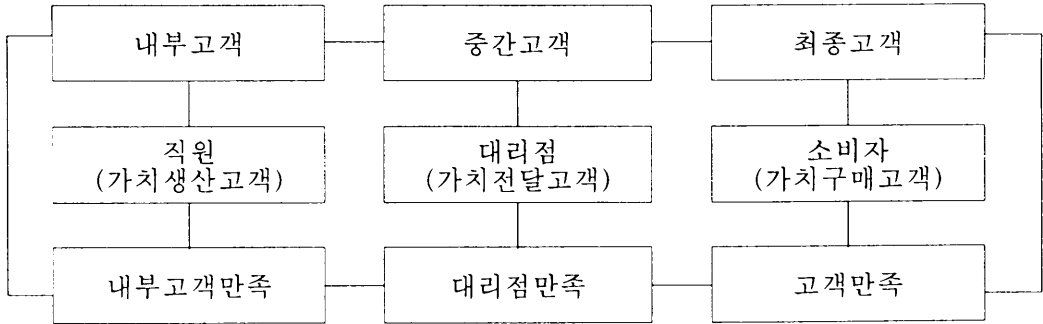 내부고객
중간고객
최종고객
직원
(가치생산고객)
대리점
(가치전달고객)
소비자
(가치구매고객)
내부고객만족
대리점만족
고객만족